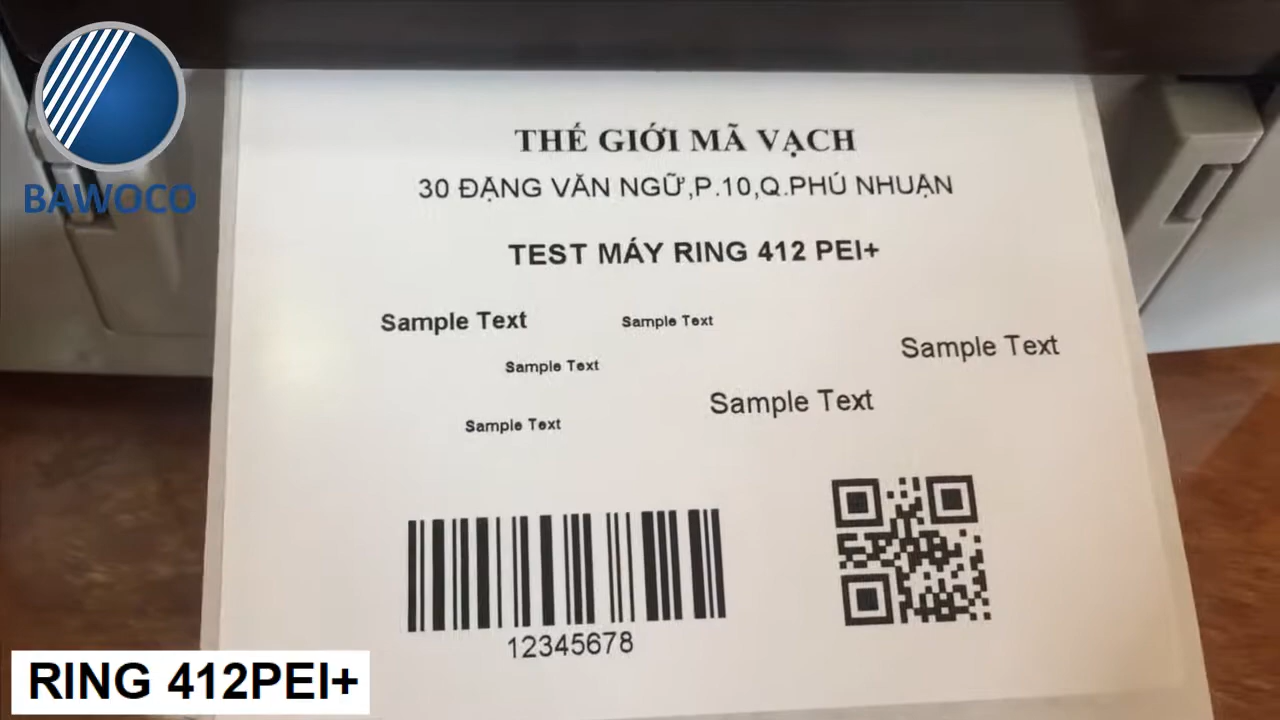 BAWOCO
THẾ GIỚI MÃ VẠCH
30 ĐẶNG VĂN NGỮ,P.10,Q.PHÚ NHUẬN
TEST MÁY RING 412 PEI+
Sample Text
Sample Text
Sample Text
Sample Text
Sample Text
Sample Text
12345678
RING 412PEI+